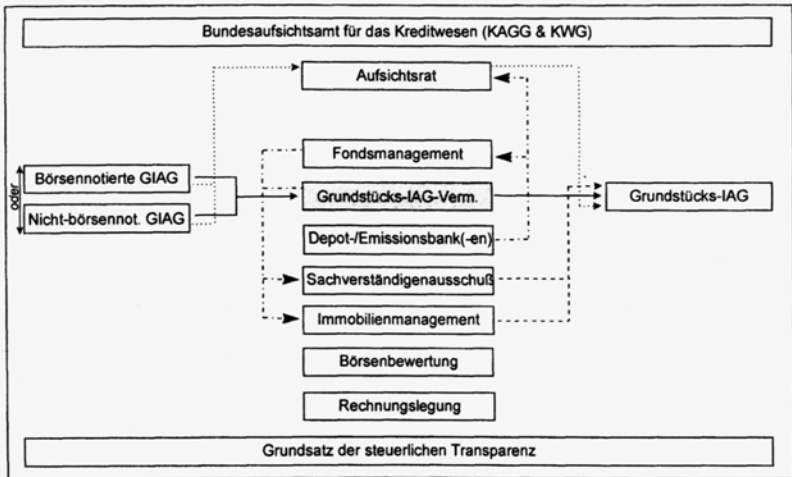 Bundesaufsichtsamt für das Kreditwesen (KAGG & KWG)
Aufsichtsrat
Fondsmanagement
oder
Börsennotierte GIAG
Grundstücks-IAG-Verm.
Grundstücks-IAG
Nicht-börsennot. GIAG
Depot-/Emissionsbank(-en)
Sachverständigenausschuß
Immobilienmanagement
Börsenbewertung
Rechnungslegung
Grundsatz der steuerlichen Transparenz